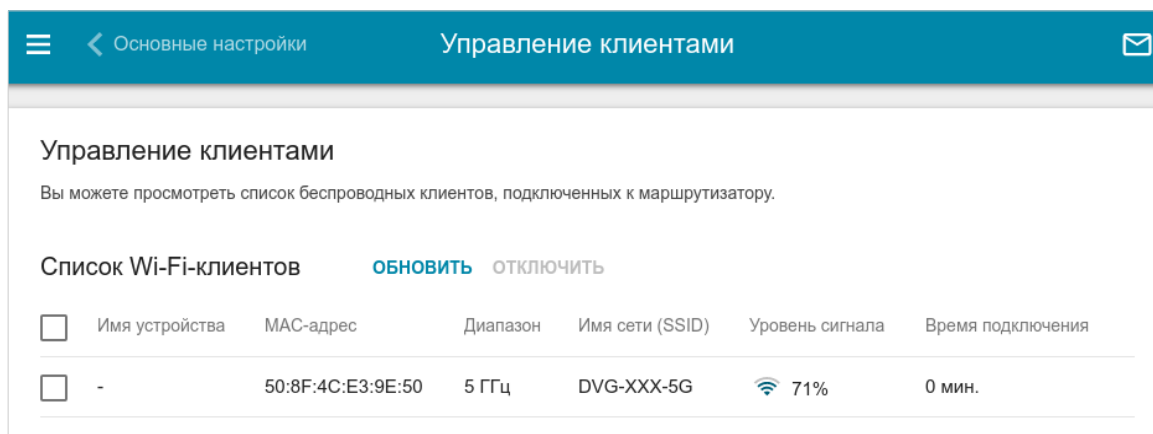 Основные настройки Управление клиентами
Управление клиентами
Вы можете просмотреть список беспроводных клиентов, подключенных к маршрутизатору.
Список Wi-Fi-клиентов ОБНОВИТЬ ОТКЛЮЧИТЬ
Имя устройства MAC-адрес Диапазон Имя сети (SSID) Уровень сигнала Время подключения
- 50:8F:4C:E3:9E:50 5 ГГц DVG-XXX-5G 71% 0 мин.